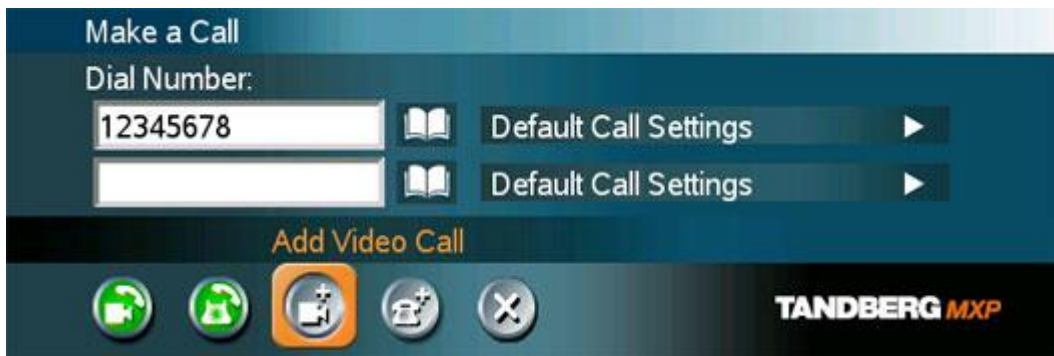 Make a Call
Dial Number:
12345678 Default Call Settings
Default Call Settings
Add Video Call
TANDBERG MXP